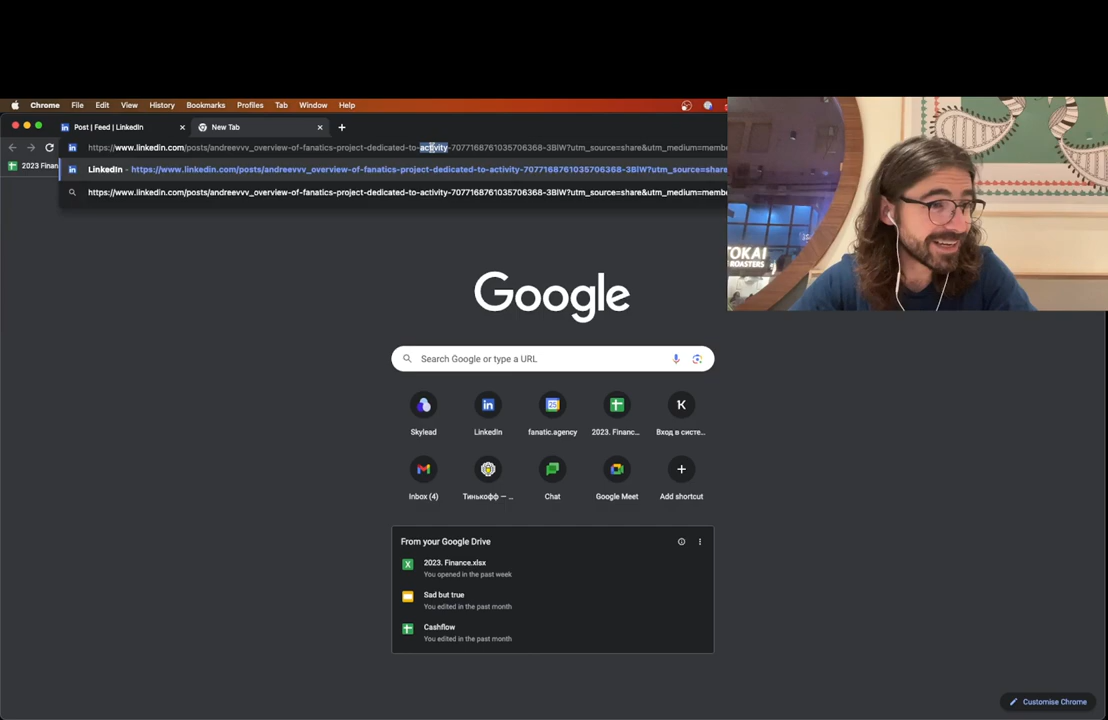 Chrome File Edit View History Bookmarks Profiles Tab Window Help
Post | Feed | LinkedIn
New Tab
https://www.linkedin.com/posts/andreevvv_overview-of-fanatics-project-dedicated-to-activity-7077168761035706368-3BlW?utm_source=share&utm_medium=membe
2023 Finan
LinkedIn - https://www.linkedin.com/posts/andreevvv_overview-of-fanatics-project-dedicated-to-activity-7077168761035706368-3BlW?utm_source=share
https://www.linkedin.com/posts/andreevvv_overview-of-fanatics-project-dedicated-to-activity-7077168761035706368-3BlW?utm_source=share&utm_medium=membe
TOKAI
ROASTERS
Google
Search Google or type a URL
Skylead LinkedIn fanatic.agency 2023. Financ... Вход в систе...
Inbox (4) Тинькофф — ... Chat Google Meet Add shortcut
From your Google Drive
2023. Finance.xlsx
You opened in the past week
Sad but true
You edited in the past month
Cashflow
You edited in the past month
Customise Chrome